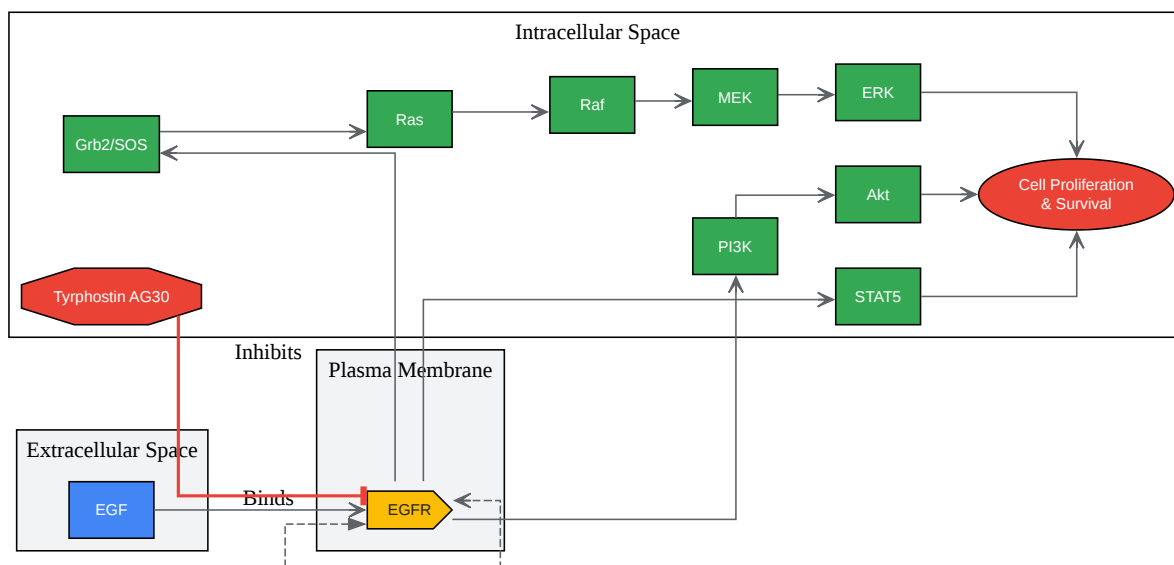 Intracellular Space
ERK
Raf
MEK
Ras
Grb2/SOS
Akt
Cell Proliferation
& Survival
PI3K
Tyrphostin AG30
STAT5
Inhibits
Plasma Membrane
Extracellular Space
Binds
EGF
EGFR